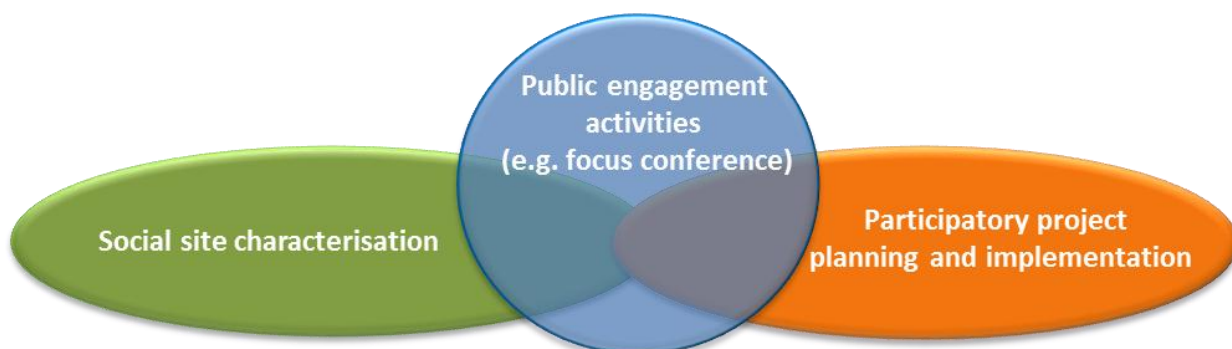 Public engagement
activities
(e.g. focus conference)
Social site characterisation
Participatory project
planning and implementation